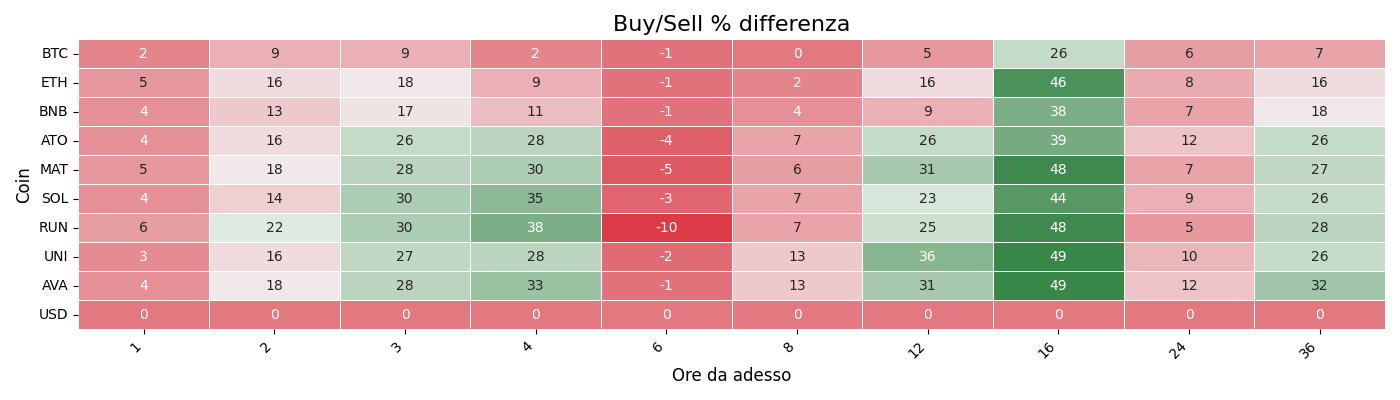 Buy/Sell % differenza
Coin
BTC 2 9 9 2 -1 0 5 26 6 7
ETH 5 16 18 9 -1 2 16 46 8 16
BNB 4 13 17 11 -1 4 9 38 7 18
ATO 4 16 26 28 -4 7 26 39 12 26
MAT 5 18 28 30 -5 6 31 48 7 27
SOL 4 14 30 35 -3 7 23 44 9 26
RUN 6 22 30 38 -10 7 25 48 5 28
UNI 3 16 27 28 -2 13 36 49 10 26
AVA 4 18 28 33 -1 13 31 49 12 32
USD 0 0 0 0 0 0 0 0 0 0
1 2 3 4 6 8 12 16 24 36
Ore da adesso